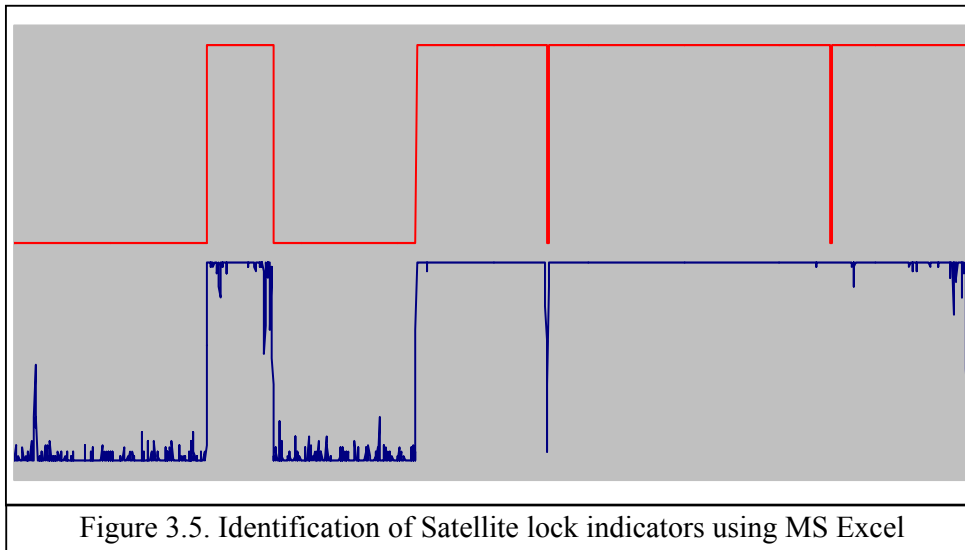 Figure 3.5. Identification of Satellite lock indicators using MS Excel